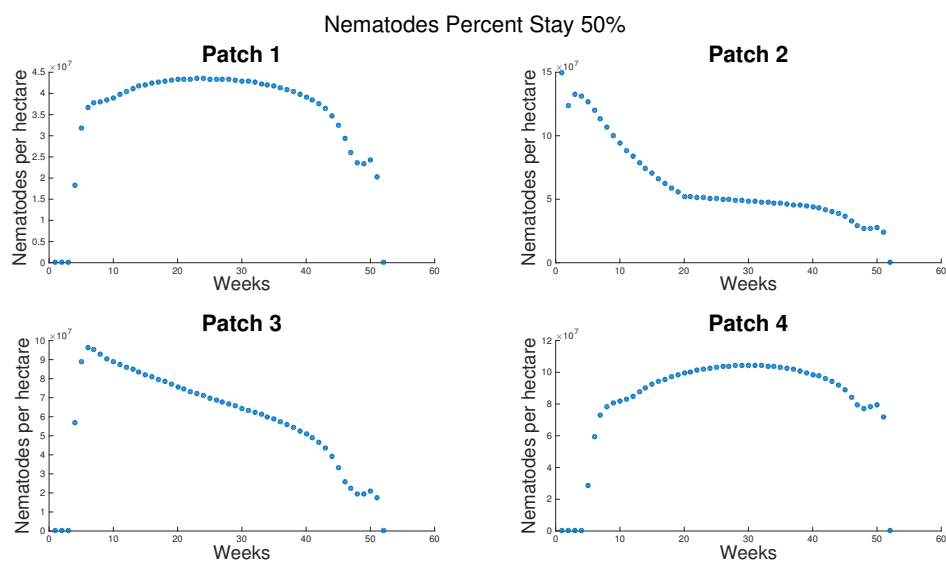 Nematodes Percent Stay 50%
Patch 1
×10^7
Nematodes per hectare
4.5
4
3.5
3
2.5
2
1.5
1
0.5
0
0 10 20 30 40 50 60
Weeks
Patch 2
×10^7
Nematodes per hectare
15
10
5
0
0 10 20 30 40 50 60
Weeks
Patch 3
×10^7
Nematodes per hectare
10
9
8
7
6
5
4
3
2
1
0
0 10 20 30 40 50 60
Weeks
Patch 4
×10^7
Nematodes per hectare
12
10
8
6
4
2
0
0 10 20 30 40 50 60
Weeks